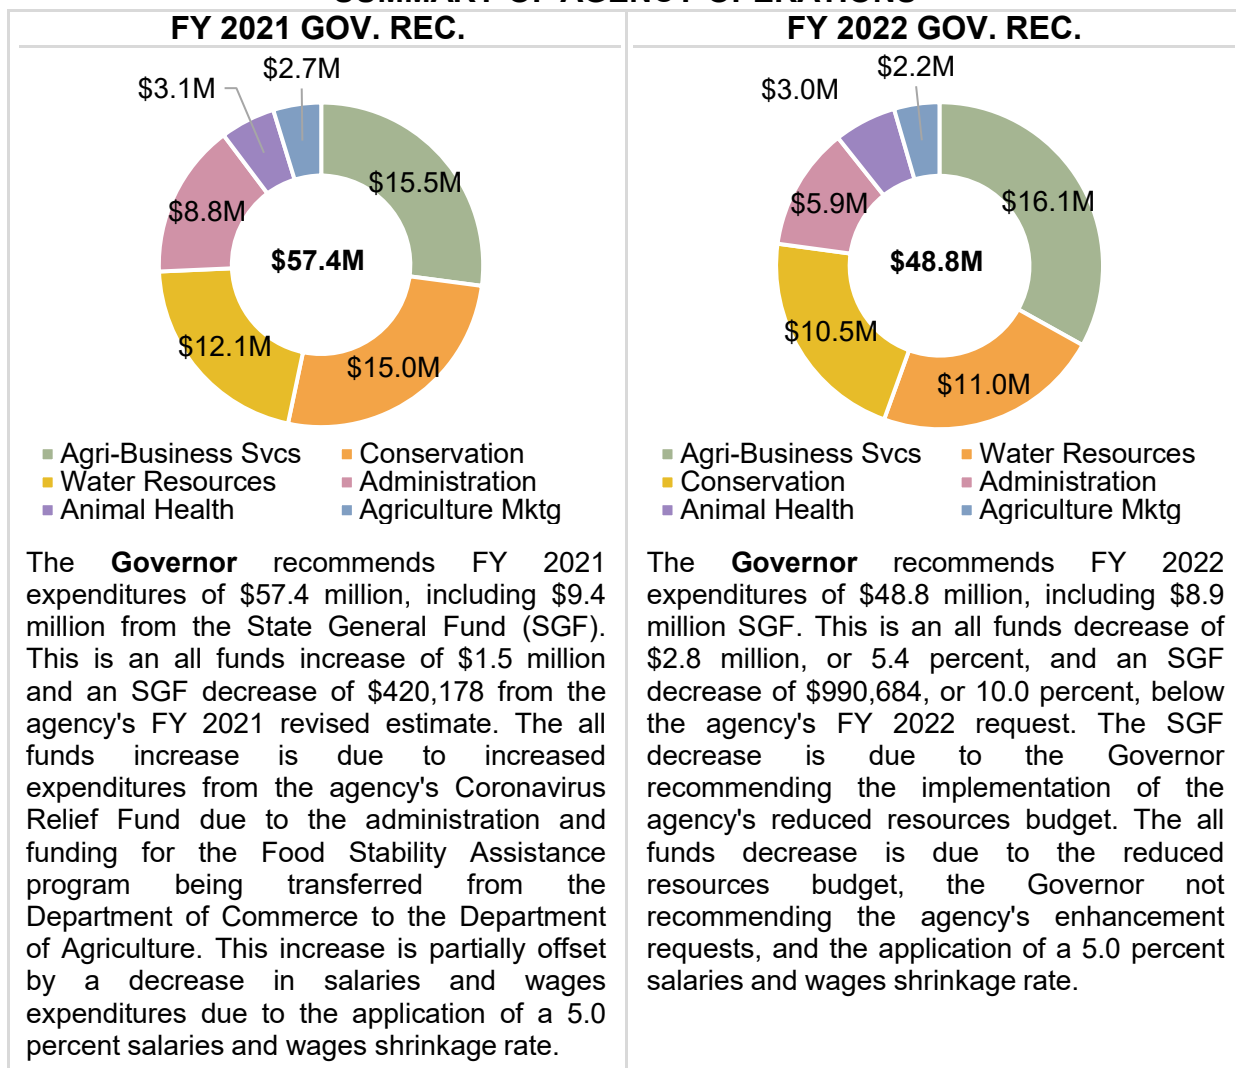 SUMMARY OF AGENCY OPERATIONS
FY 2021 GOV. REC.
$2.7M
$3.1M
$15.5M
$8.8M
$57.4M
$12.1M
$15.0M
Agri-Business Svcs
Conservation
Water Resources
Administration
Animal Health
Agriculture Mktg
The Governor recommends FY 2021
expenditures of $57.4 million, including $9.4
million from the State General Fund (SGF).
This is an all funds increase of $1.5 million
and an SGF decrease of $420,178 from the
agency's FY 2021 revised estimate. The all
funds increase is due to increased
expenditures from the agency's Coronavirus
Relief Fund due to the administration and
funding for the Food Stability Assistance
program being transferred from the
Department of Commerce to the Department
of Agriculture. This increase is partially offset
by a decrease in salaries and wages
expenditures due to the application of a 5.0
percent salaries and wages shrinkage rate.
FY 2022 GOV. REC.
$2.2M
$3.0M
$16.1M
$5.9M
$48.8M
$10.5M
$11.0M
Agri-Business Svcs
Water Resources
Conservation
Administration
Animal Health
Agriculture Mktg
The Governor recommends FY 2022
expenditures of $48.8 million, including $8.9
million SGF. This is an all funds decrease of
$2.8 million, or 5.4 percent, and an SGF
decrease of $990,684, or 10.0 percent, below
the agency's FY 2022 request. The SGF
decrease is due to the Governor
recommending the implementation of the
agency's reduced resources budget. The all
funds decrease is due to the reduced
resources budget, the Governor not
recommending the agency's enhancement
requests, and the application of a 5.0 percent
salaries and wages shrinkage rate.